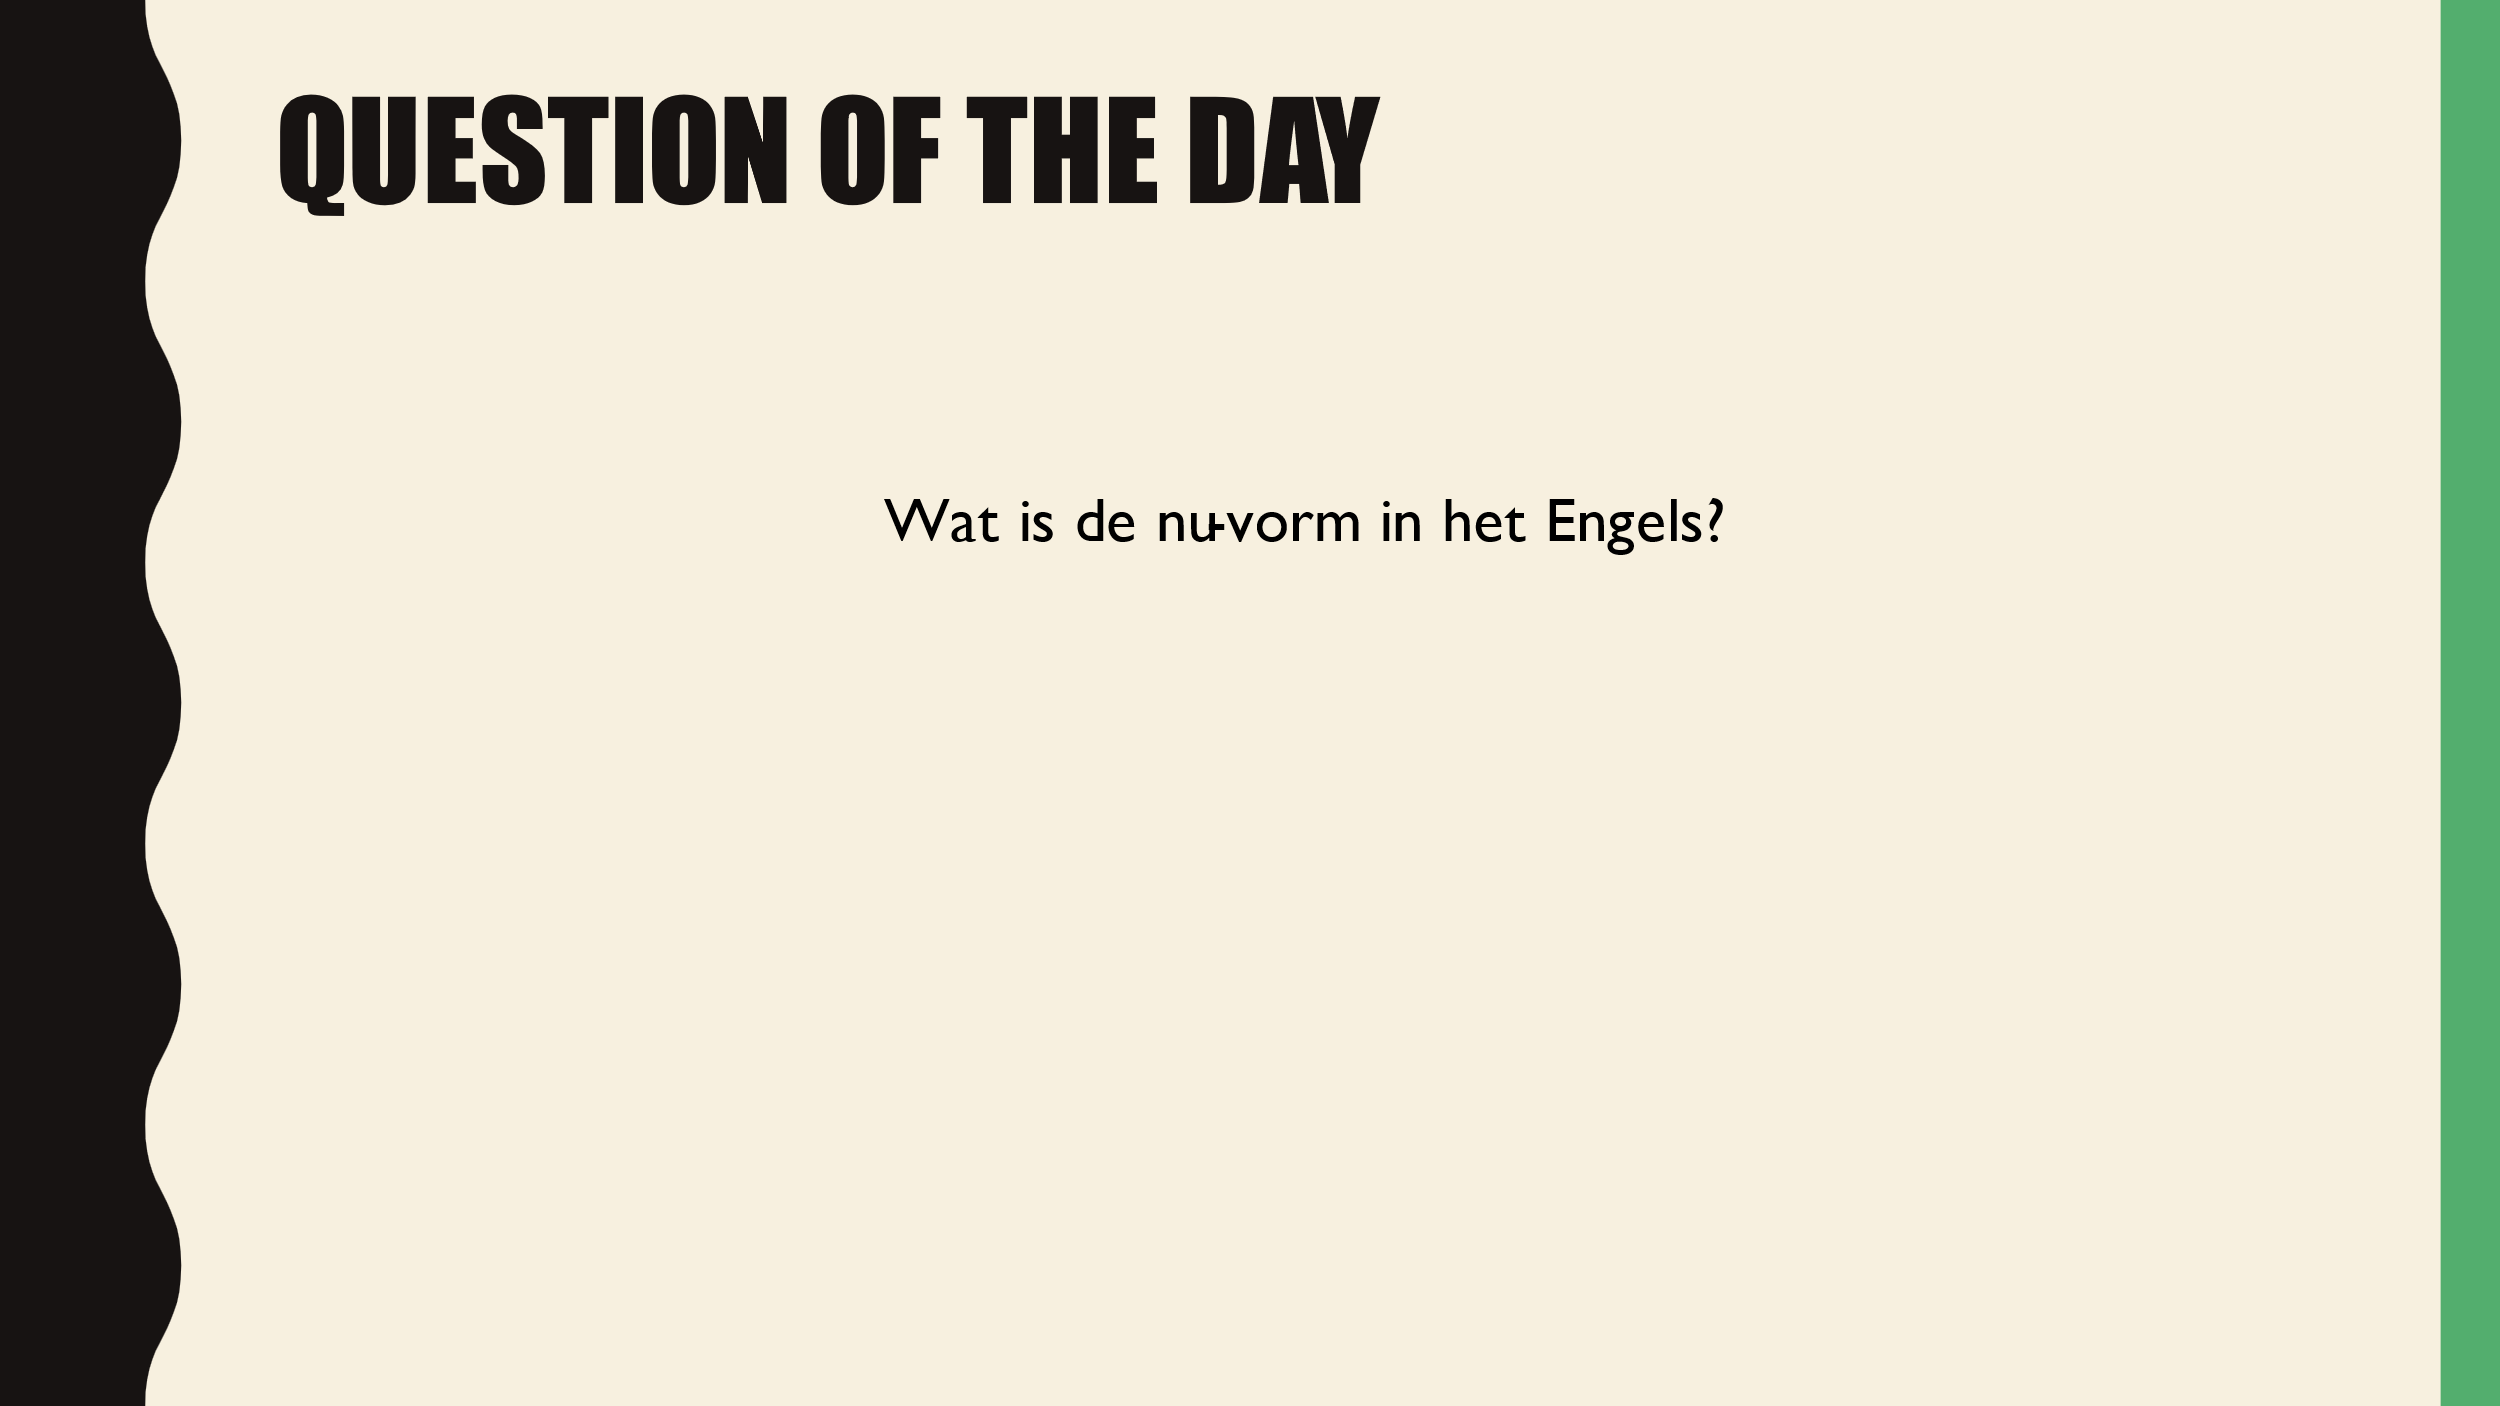 QUESTION OF THE DAY
Wat is de nu-vorm in het Engels?